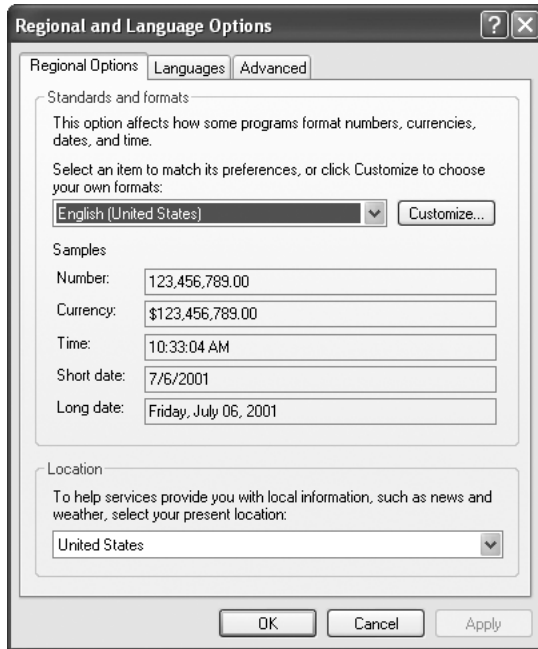 Regional and Language Options
Regional Options Languages Advanced
Standards and formats
This option affects how some programs format numbers, currencies,
dates, and time.
Select an item to match its preferences, or click Customize to choose
your own formats:
English (United States) Customize...
Samples
Number: 123,456,789.00
Currency: $123,456,789.00
Time: 10:33:04 AM
Short date: 7/6/2001
Long date: Friday, July 06, 2001
Location
To help services provide you with local information, such as news and
weather, select your present location:
United States
OK Cancel Apply